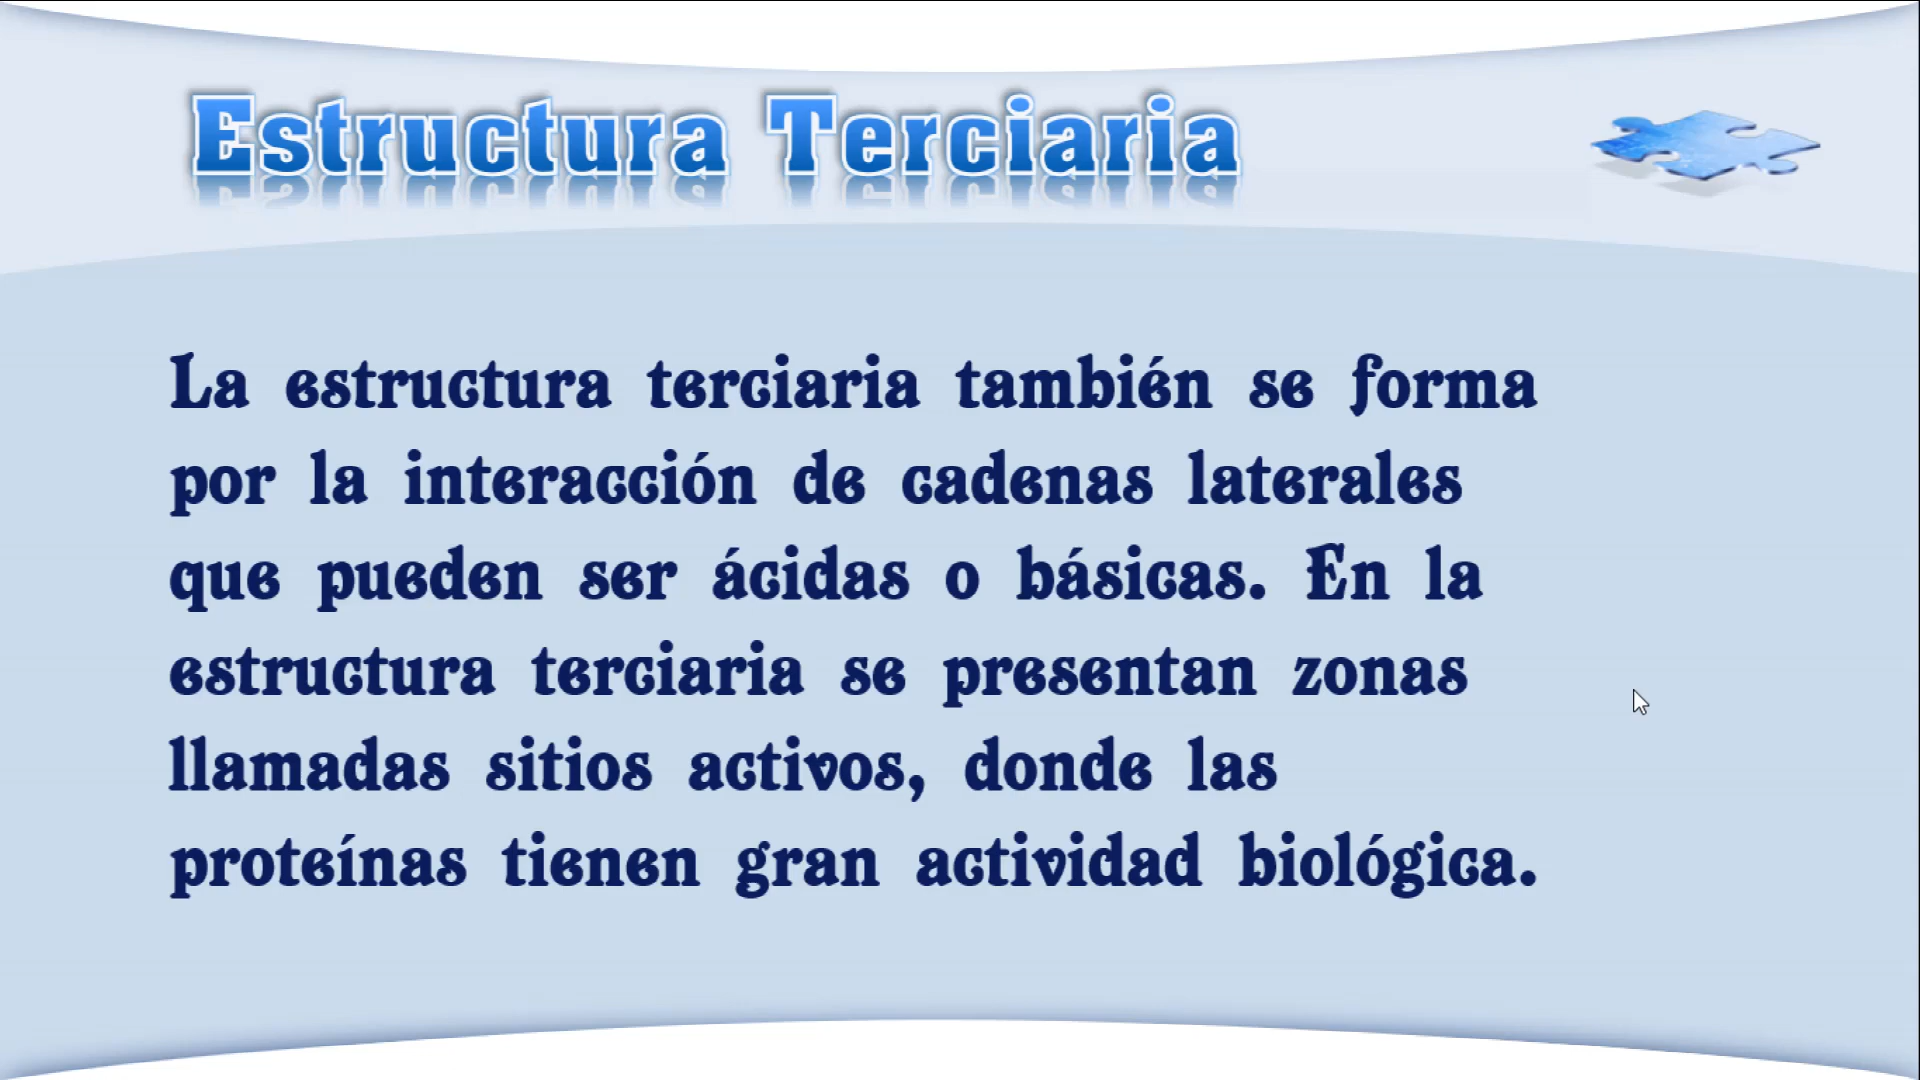 Estructura Terciaria
La estructura terciaria también se forma
por la interacción de cadenas laterales
que pueden ser ácidas o básicas. En la
estructura terciaria se presentan zonas
llamadas sitios activos, donde las
proteínas tienen gran actividad biológica.